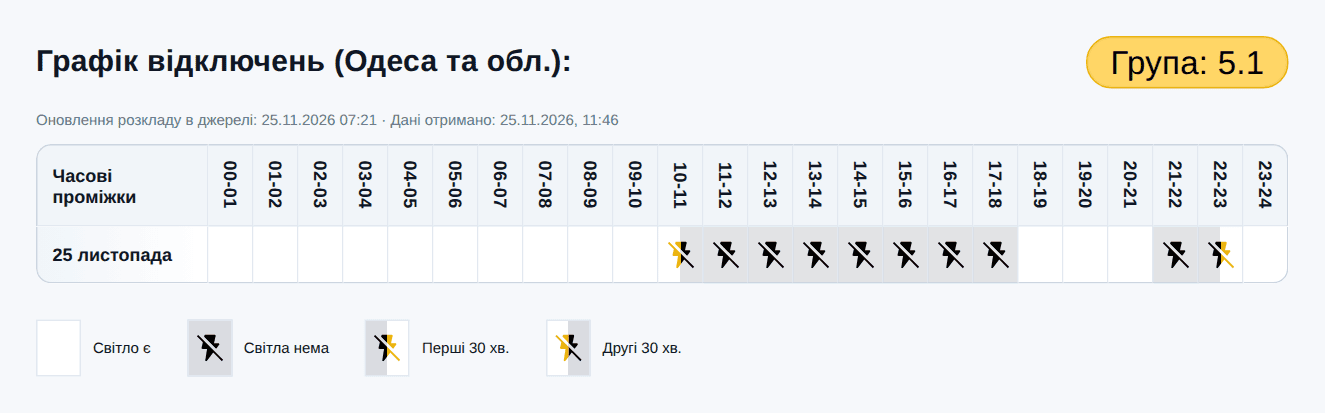 Графік відключень (Одеса та обл.):
Група: 5.1
Оновлення розкладу в джерелі: 25.11.2026 07:21 · Дані отримано: 25.11.2026, 11:46
Часові
проміжки
00-01
01-02
02-03
03-04
04-05
05-06
06-07
07-08
08-09
09-10
10-11
11-12
12-13
13-14
14-15
15-16
16-17
17-18
18-19
19-20
20-21
21-22
22-23
23-24
25 листопада
Світло є
Світла нема
Перші 30 хв.
Другі 30 хв.